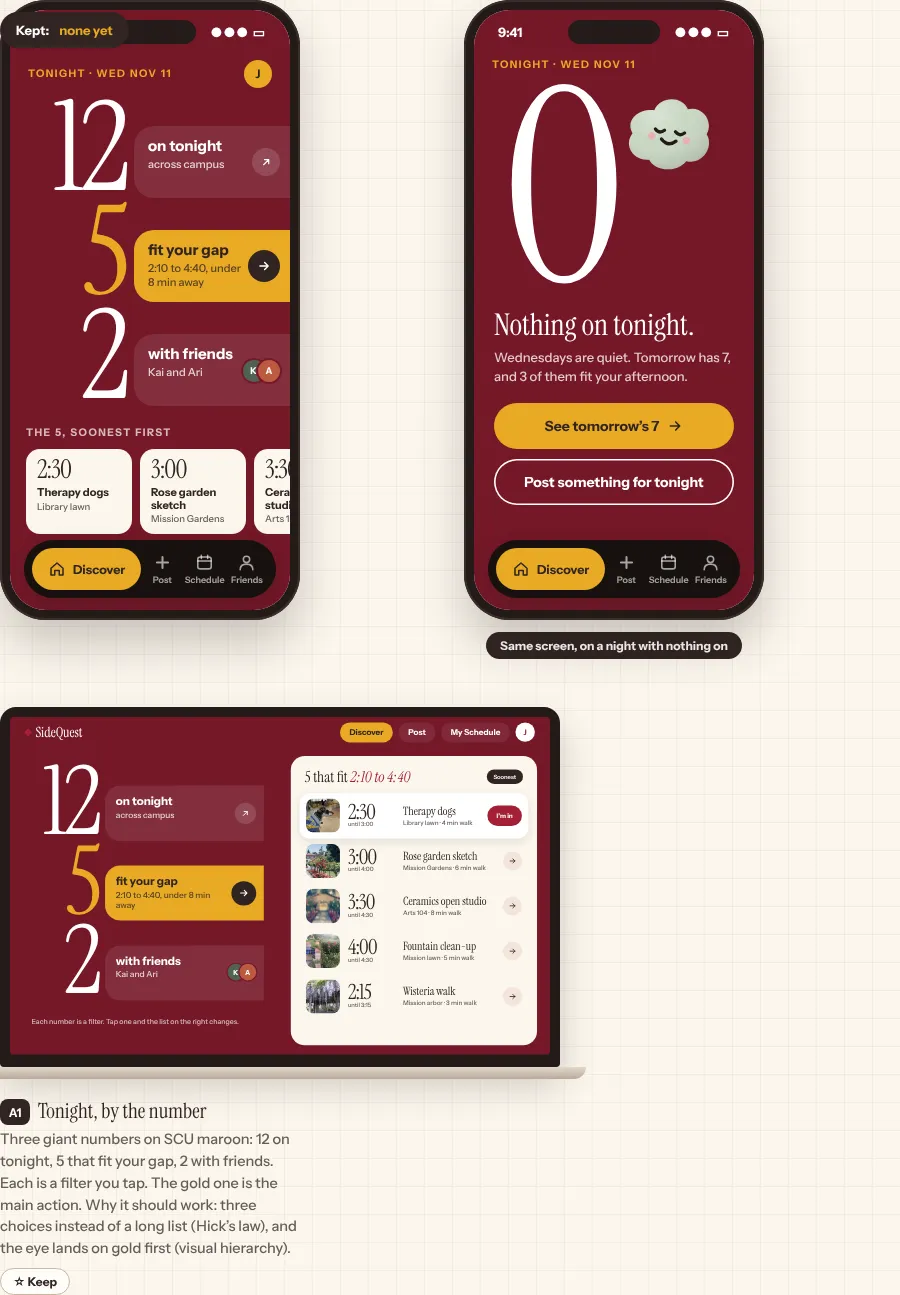 Kept: none yet
TONIGHT · WED NOV 11
J
12
on tonight
across campus
5
fit your gap
2:10 to 4:40, under
8 min away
2
with friends
Kai and Ari
K
A
THE 5, SOONEST FIRST
2:30
Therapy dogs
Library lawn
3:00
Rose garden
sketch
Mission Gardens
Discover
Post
Schedule
Friends
9:41
TONIGHT · WED NOV 11
0
Nothing on tonight.
Wednesdays are quiet. Tomorrow has 7,
and 3 of them fit your afternoon.
See tomorrow's 7
Post something for tonight
Discover
Post
Schedule
Friends
Same screen, on a night with nothing on
SideQuest
Discover
Post
My Schedule
J
12
on tonight
across campus
5
fit your gap
2:10 to 4:40, under 8 min
away
2
with friends
Kai and Ari
K
A
Each number is a filter. Tap one and the list on the right changes.
5 that fit 2:10 to 4:40
Soonest
2:30
until 3:00
Therapy dogs
Library lawn · 4 min walk
I'm in
3:00
until 4:00
Rose garden sketch
Mission Gardens · 6 min walk
3:30
until 4:30
Ceramics open studio
Arts 104 · 8 min walk
4:00
until 4:30
Fountain clean-up
Mission lawn · 5 min walk
2:15
until 3:15
Wisteria walk
Mission arbor · 3 min walk
A1 Tonight, by the number
Three giant numbers on SCU maroon: 12 on
tonight, 5 that fit your gap, 2 with friends.
Each is a filter you tap. The gold one is the
main action. Why it should work: three
choices instead of a long list (Hick's law), and
the eye lands on gold first (visual hierarchy).
☆ Keep